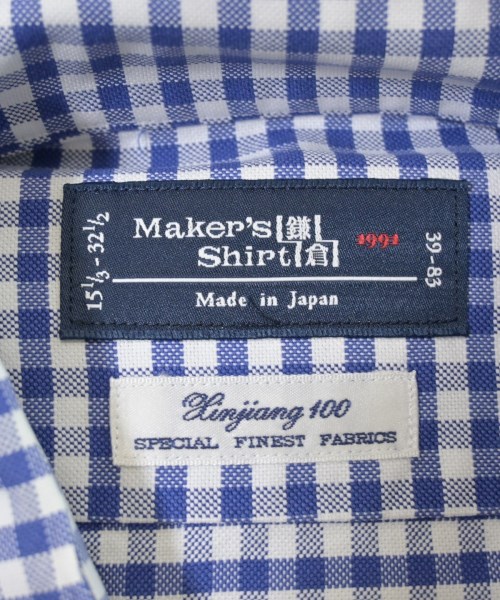 15 1/3 - 32 1/2
Maker's 鎌
Shirt 倉
1991
39-83
Made in Japan
Xinjiang 100
SPECIAL FINEST FABRICS